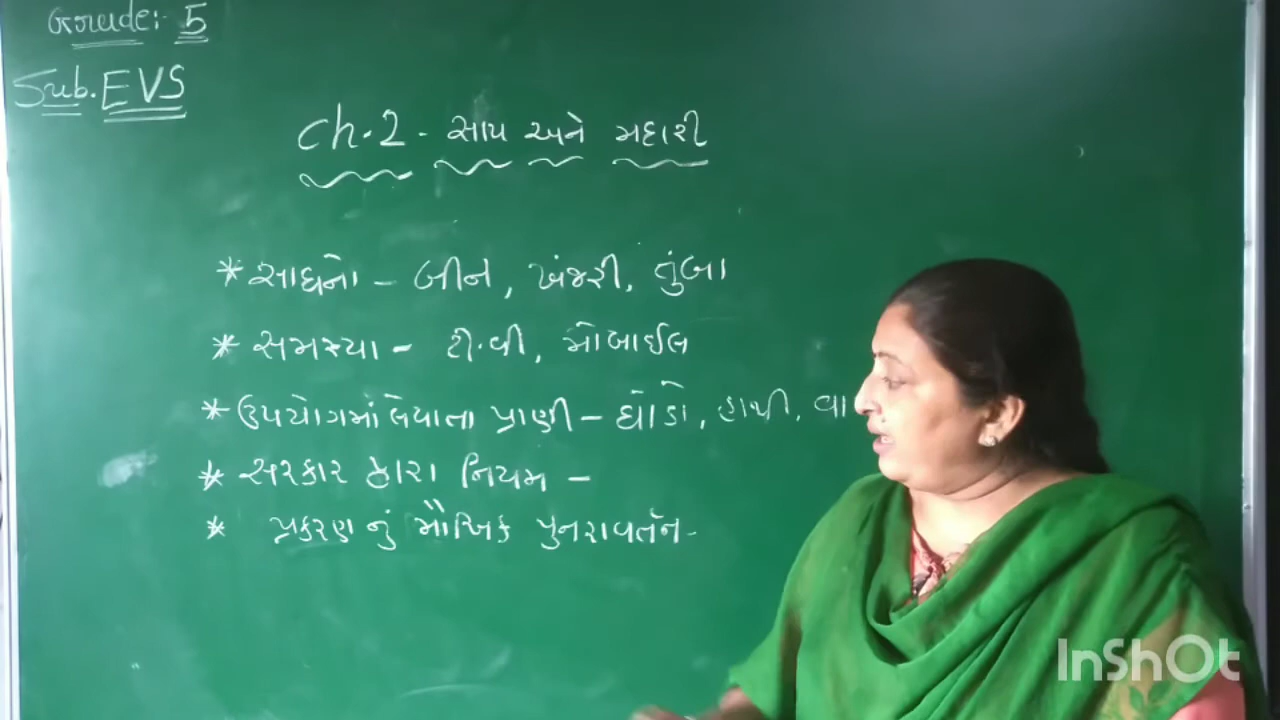 Grade: 5
Sub. EVS
Ch. 2 - સાપ અને મદારી
* સાધનો - બીન, ખંજરી, તુંબા
* સમસ્યા - ટી.વી, મોબાઈલ
* ઉપયોગમાં લેવાતા પ્રાણી - ઘોડો, હાથી, વા
* સરકાર દ્વારા નિયમ -
* પ્રકરણ નું મૌખિક પુનરાવર્તન -
InShOt